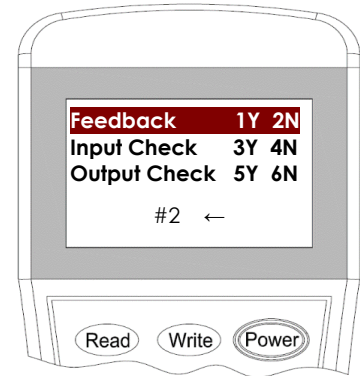 Feedback 1Y 2N
Input Check 3Y 4N
Output Check 5Y 6N
#2 ←
Read Write Power